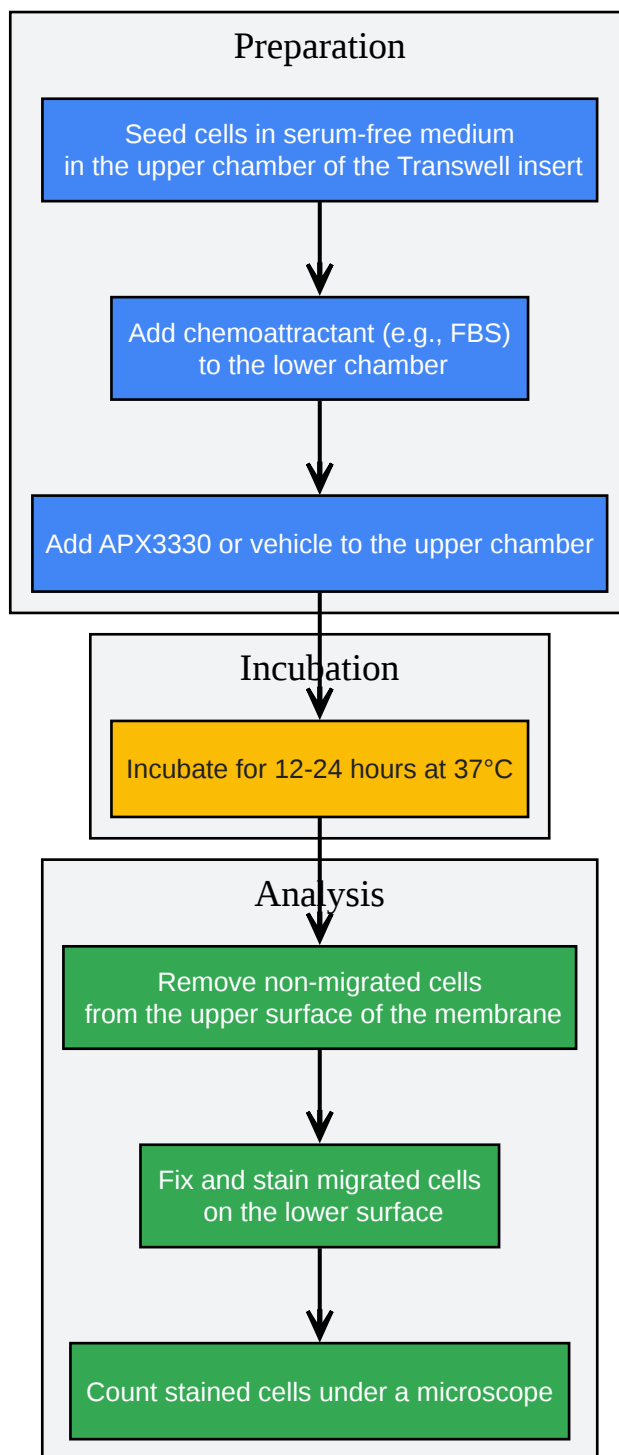 Preparation
Seed cells in serum-free medium
in the upper chamber of the Transwell insert
Add chemoattractant (e.g., FBS)
to the lower chamber
Add APX3330 or vehicle to the upper chamber
Incubation
Incubate for 12-24 hours at 37°C
Analysis
Remove non-migrated cells
from the upper surface of the membrane
Fix and stain migrated cells
on the lower surface
Count stained cells under a microscope